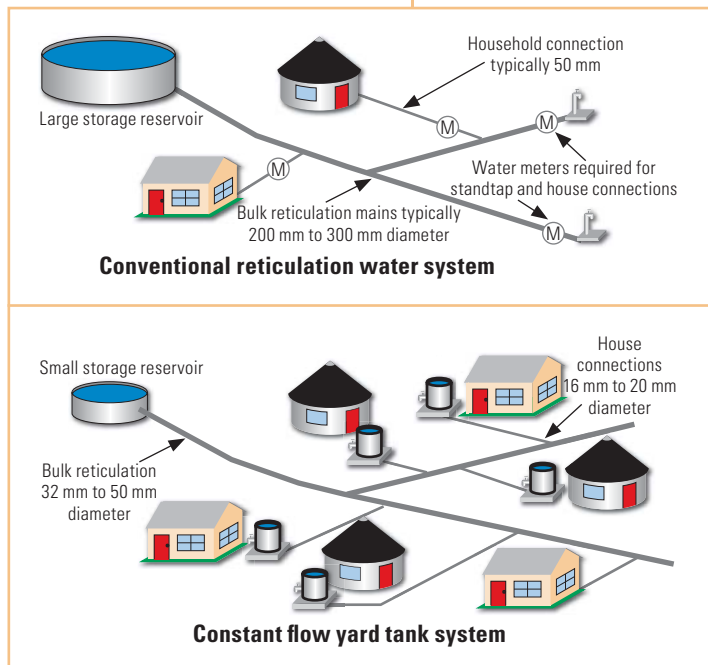 Household connection
typically 50 mm
Large storage reservoir
M
M
M
Water meters required for
standtap and house connections
Bulk reticulation mains typically
200 mm to 300 mm diameter
M
Conventional reticulation water system
Small storage reservoir
House
connections
16 mm to 20 mm
diameter
Bulk reticulation
32 mm to 50 mm
diameter
Constant flow yard tank system